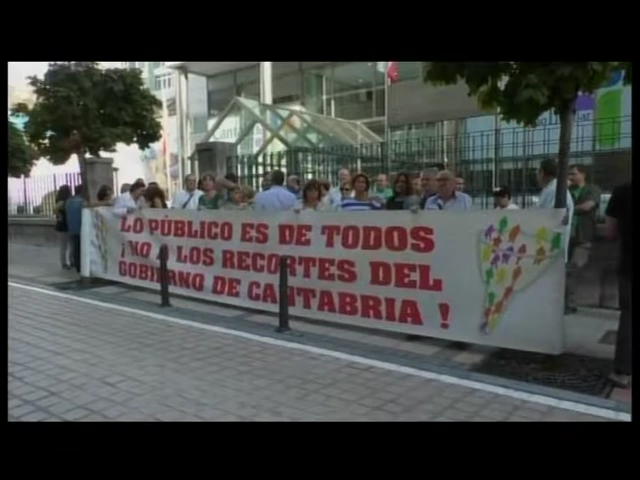 LO PÚBLICO ES DE TODOS
¡NO A LOS RECORTES DEL
GOBIERNO DE CANTABRIA !